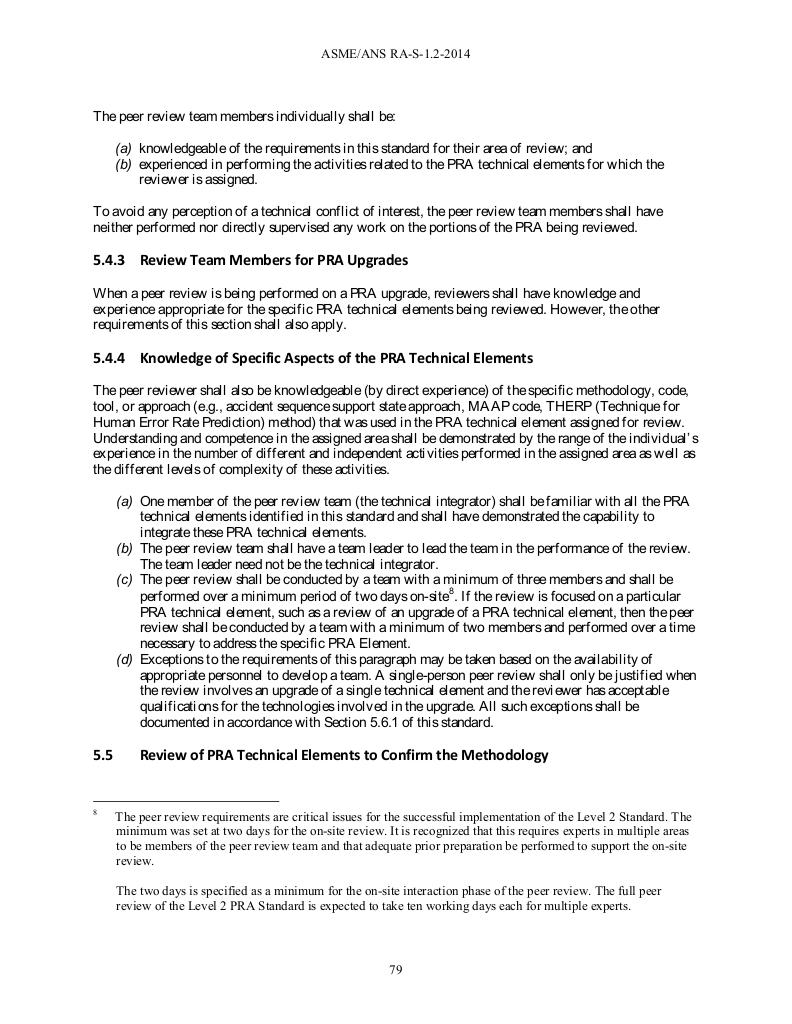 ASME/ANS RA-S-1.2-2014
The peer review team members individually shall be:
(a) knowledgeable of the requirements in this standard for their area of review; and
(b) experienced in performing the activities related to the PRA technical elements for which the
reviewer is assigned.
To avoid any perception of a technical conflict of interest, the peer review team members shall have
neither performed nor directly supervised any work on the portions of the PRA being reviewed.
5.4.3 Review Team Members for PRA Upgrades
When a peer review is being performed on a PRA upgrade, reviewers shall have knowledge and
experience appropriate for the specific PRA technical elements being reviewed. However, the other
requirements of this section shall also apply.
5.4.4 Knowledge of Specific Aspects of the PRA Technical Elements
The peer reviewer shall also be knowledgeable (by direct experience) of the specific methodology, code,
tool, or approach (e.g., accident sequence support state approach, MAAP code, THERP (Technique for
Human Error Rate Prediction) method) that was used in the PRA technical element assigned for review.
Understanding and competence in the assigned area shall be demonstrated by the range of the individual's
experience in the number of different and independent activities performed in the assigned area as well as
the different levels of complexity of these activities.
(a) One member of the peer review team (the technical integrator) shall be familiar with all the PRA
technical elements identified in this standard and shall have demonstrated the capability to
integrate these PRA technical elements.
(b) The peer review team shall have a team leader to lead the team in the performance of the review.
The team leader need not be the technical integrator.
(c) The peer review shall be conducted by a team with a minimum of three members and shall be
performed over a minimum period of two days on-site8. If the review is focused on a particular
PRA technical element, such as a review of an upgrade of a PRA technical element, then the peer
review shall be conducted by a team with a minimum of two members and performed over a time
necessary to address the specific PRA Element.
(d) Exceptions to the requirements of this paragraph may be taken based on the availability of
appropriate personnel to develop a team. A single-person peer review shall only be justified when
the review involves an upgrade of a single technical element and the reviewer has acceptable
qualifications for the technologies involved in the upgrade. All such exceptions shall be
documented in accordance with Section 5.6.1 of this standard.
5.5 Review of PRA Technical Elements to Confirm the Methodology
8 The peer review requirements are critical issues for the successful implementation of the Level 2 Standard. The
minimum was set at two days for the on-site review. It is recognized that this requires experts in multiple areas
to be members of the peer review team and that adequate prior preparation be performed to support the on-site
review.
The two days is specified as a minimum for the on-site interaction phase of the peer review. The full peer
review of the Level 2 PRA Standard is expected to take ten working days each for multiple experts.
79